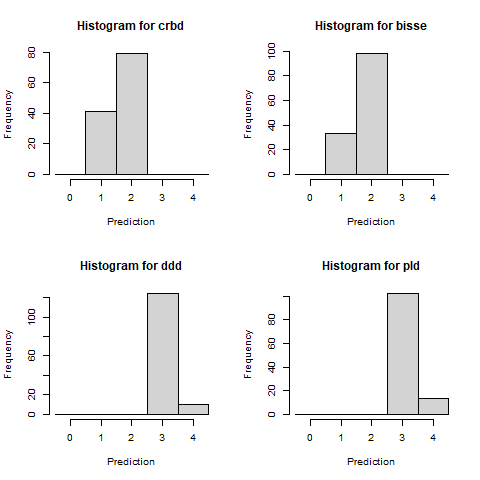 Histogram for crbd
Frequency
0 20 40 60 80
0 1 2 3 4
Prediction
Histogram for bisse
Frequency
0 20 40 60 80 100
0 1 2 3 4
Prediction
Histogram for ddd
Frequency
0 20 60 100
0 1 2 3 4
Prediction
Histogram for pld
Frequency
0 20 40 60 80
0 1 2 3 4
Prediction